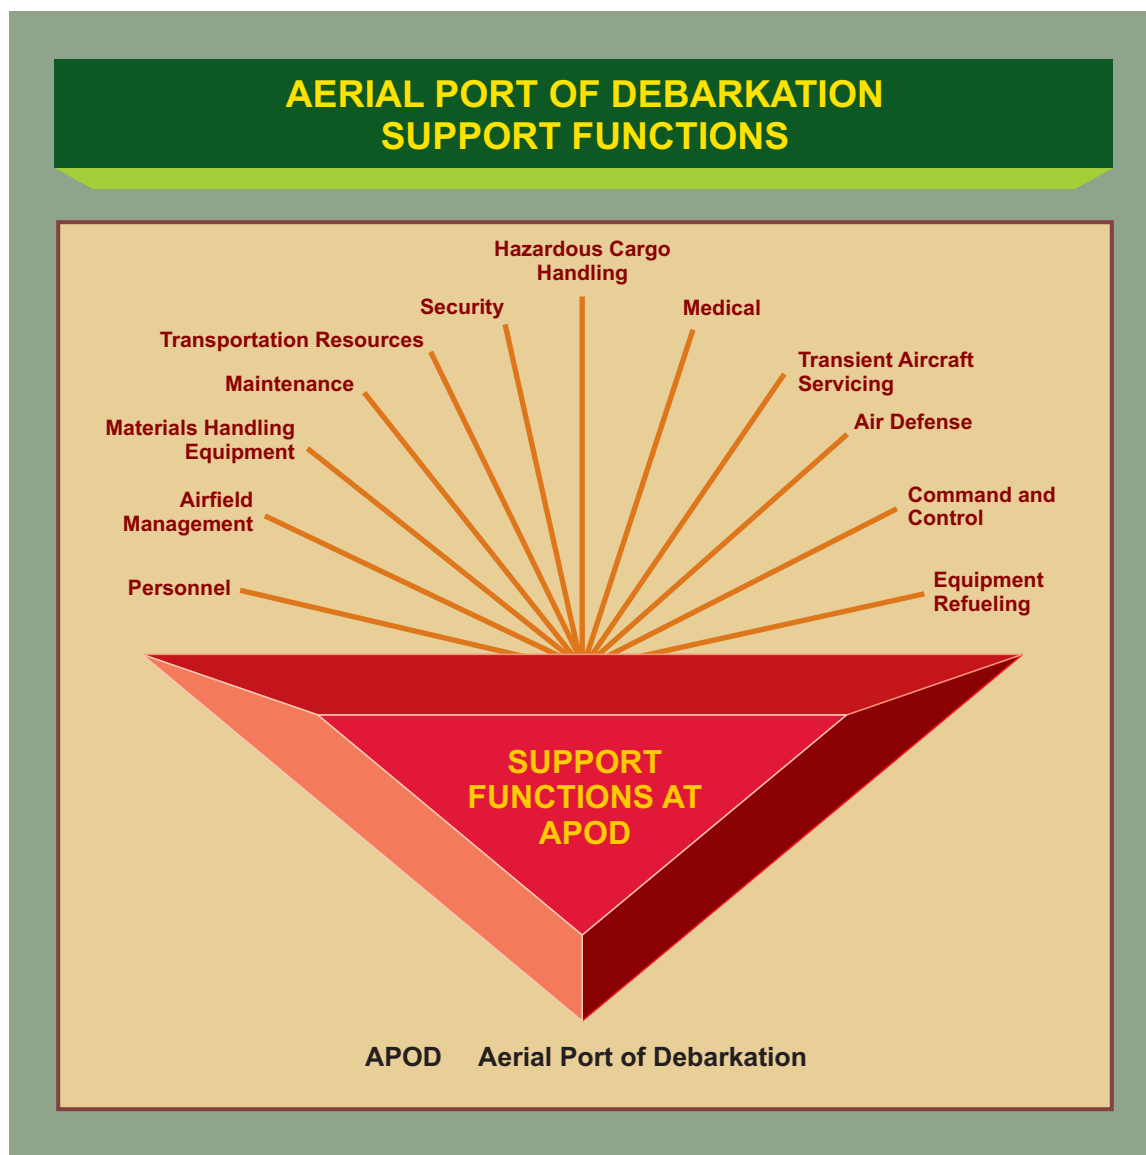 AERIAL PORT OF DEBARKATION
SUPPORT FUNCTIONS
Hazardous Cargo
Handling
Security
Medical
Transportation Resources
Transient Aircraft
Servicing
Maintenance
Air Defense
Materials Handling
Equipment
Airfield
Management
Command and
Control
Personnel
Equipment
Refueling
SUPPORT
FUNCTIONS AT
APOD
APOD Aerial Port of Debarkation